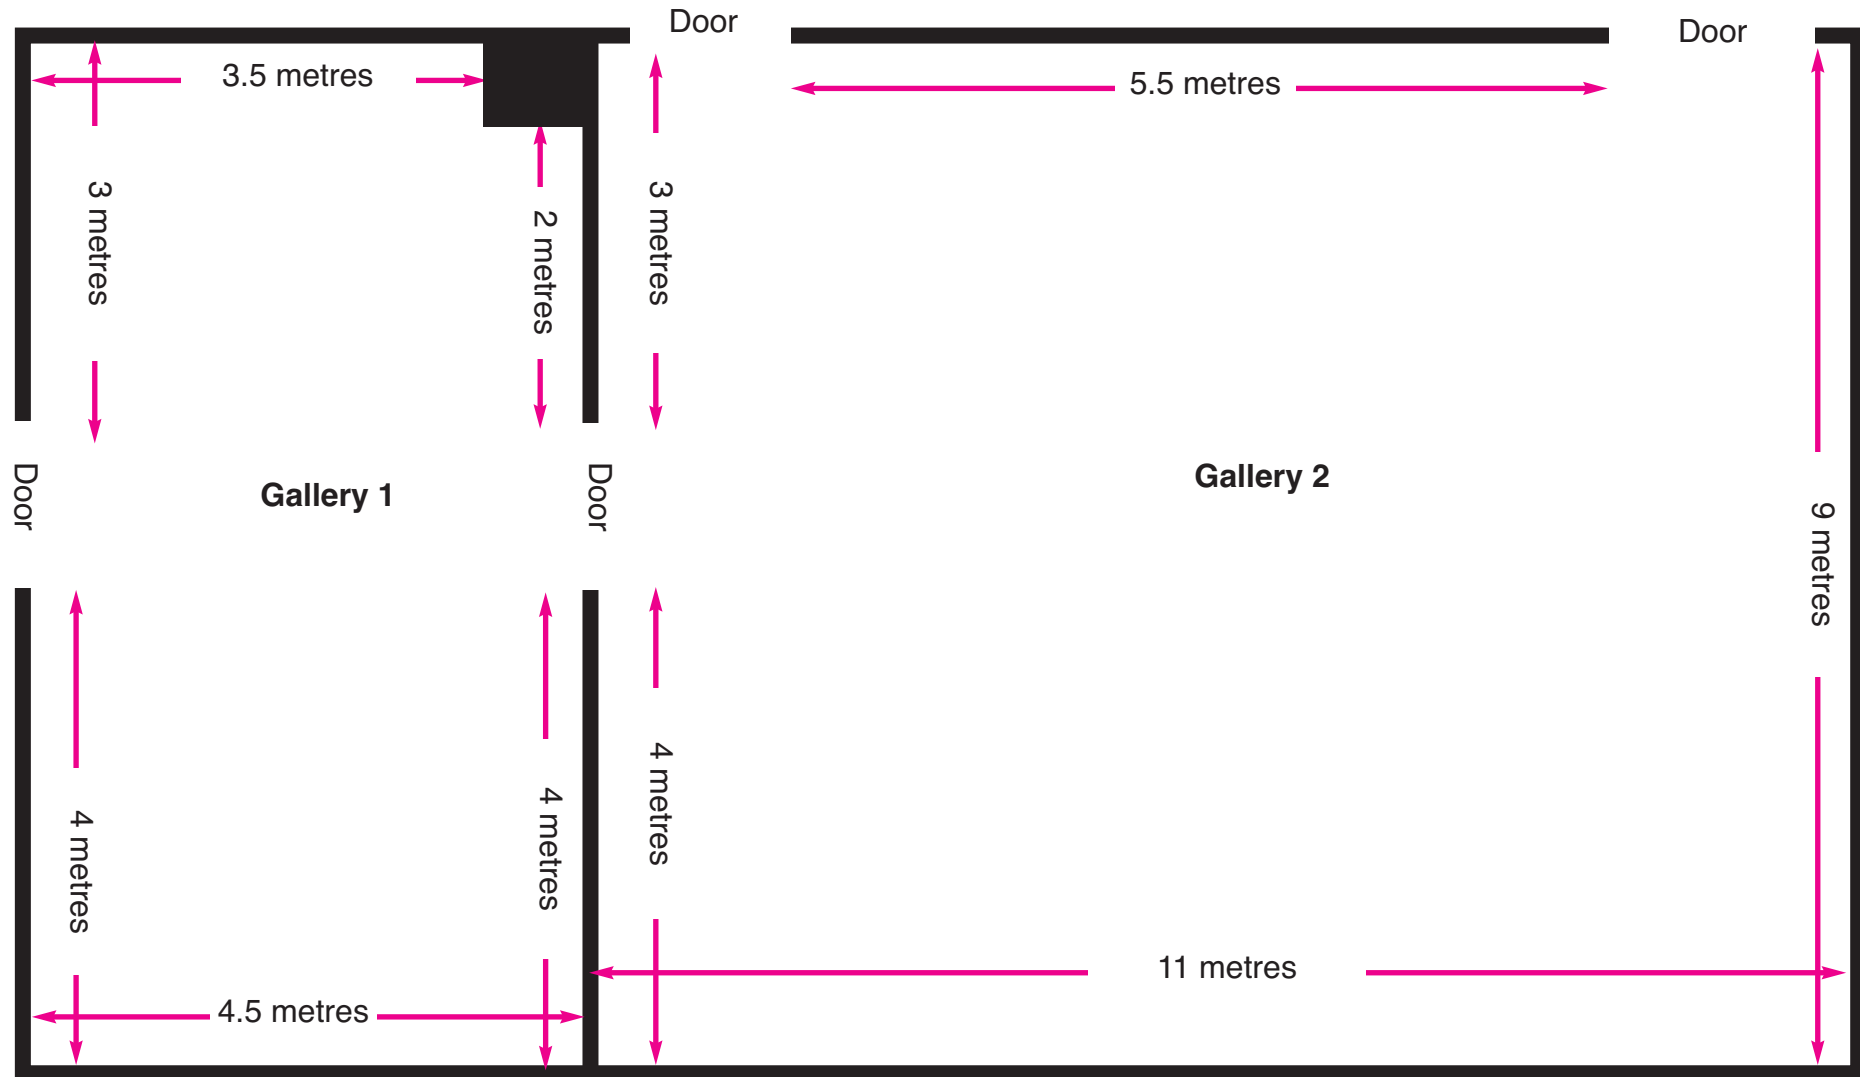 Door
Door
3.5 metres
5.5 metres
3 metres
2 metres
3 metres
Door
Gallery 1
Door
Gallery 2
9 metres
4 metres
4 metres
4 metres
11 metres
4.5 metres